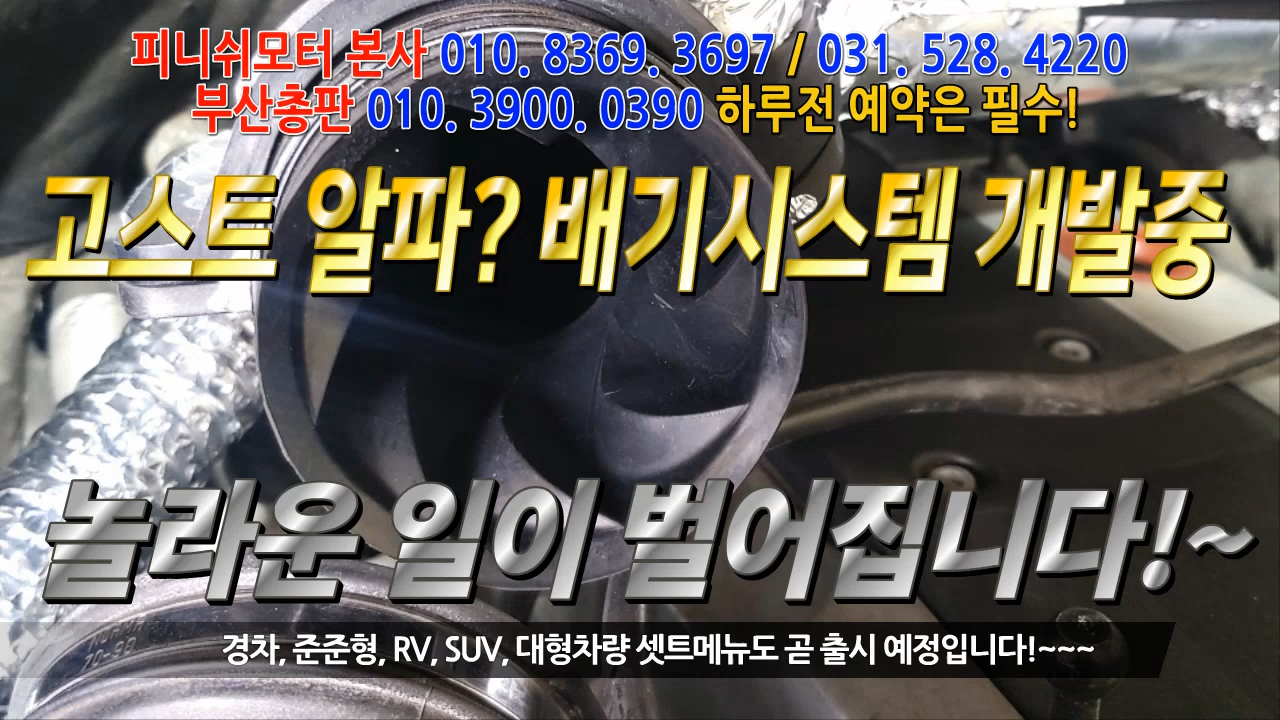 피니쉬모터 본사 010. 8369. 3697 / 031. 528. 4220
부산총판 010. 3900. 0390 하루전 예약은 필수!
고스트 알파? 배기시스템 개발중
놀라운 일이 벌어집니다!~
70-90
경차, 준준형, RV, SUV, 대형차량 셋트메뉴도 곧 출시 예정입니다!~~~